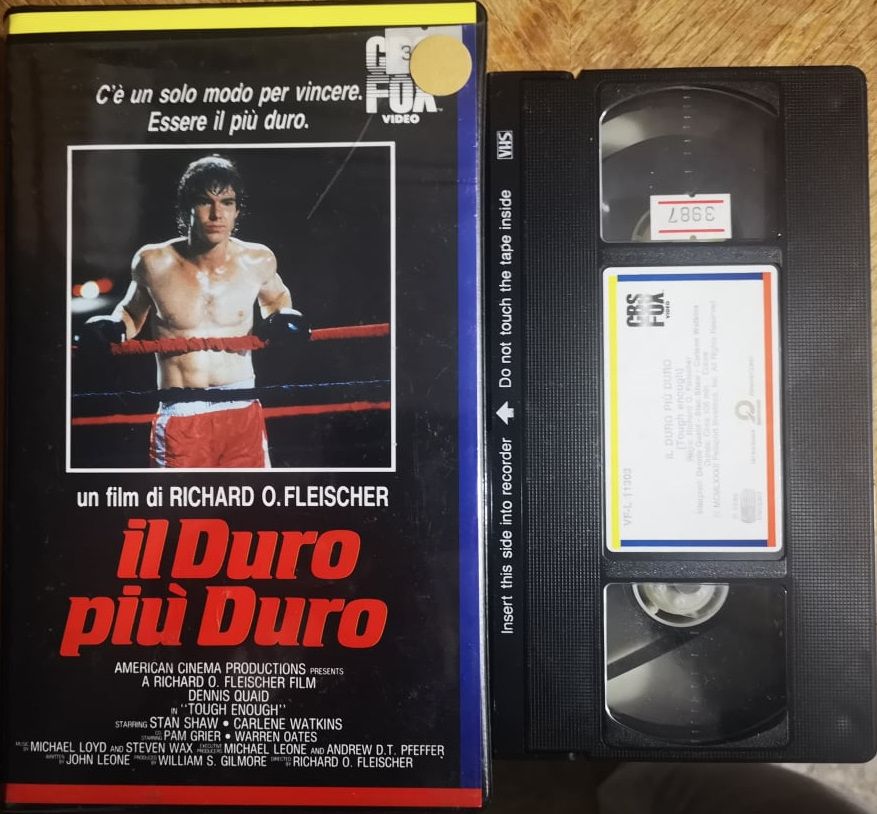 C'è un solo modo per vincere.
Essere il più duro.
CBS
FOX
VIDEO
3
un film di RICHARD O. FLEISCHER
il Duro
più Duro
AMERICAN CINEMA PRODUCTIONS PRESENTS
A RICHARD O. FLEISCHER FILM
DENNIS QUAID
IN "TOUGH ENOUGH"
STARRING STAN SHAW • CARLENE WATKINS
CO STARRING PAM GRIER • WARREN OATES
MUSIC BY MICHAEL LOYD AND STEVEN WAX EXECUTIVE PRODUCERS MICHAEL LEONE AND ANDREW D.T. PFEFFER
WRITTEN BY JOHN LEONE PRODUCED BY WILLIAM S. GILMORE DIRECTED BY RICHARD O. FLEISCHER
Insert this side into recorder Do not touch the tape inside VHS
3987
CBS
FOX
VIDEO
VF-L 11303
IL DURO PIÙ DURO
(Tough enough)